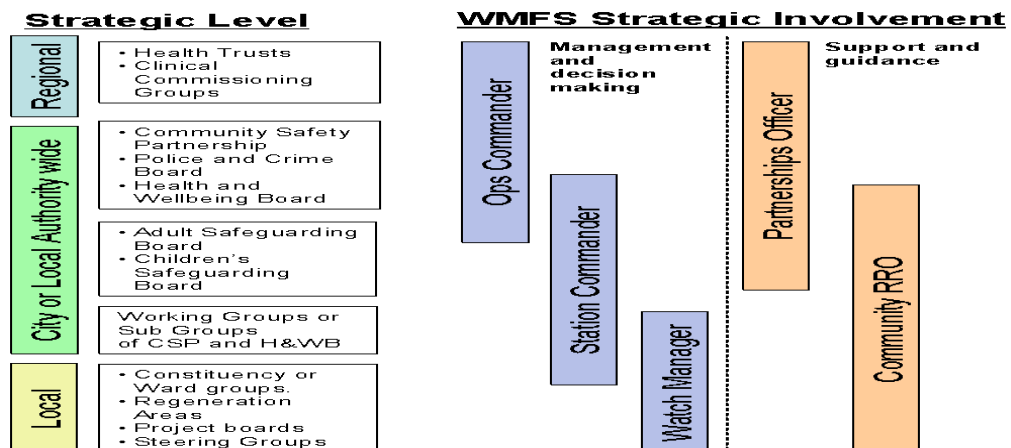 Strategic Level
Regional
• Health Trusts
• Clinical
Commissioning
Groups
City or Local Authority wide
• Community Safety
Partnership
• Police and Crime
Board
• Health and
Wellbeing Board
• Adult Safeguarding
Board
• Children's
Safeguarding
Board
Working Groups or
Sub Groups
of CSP and H&WB
Local
• Constituency or
Ward groups.
• Regeneration
Areas
• Project boards
• Steering Groups
WMFS Strategic Involvement
Management
and
decision
making
Ops Commander
Station Commander
Watch Manager
Support and
guidance
Partnerships Officer
Community RRO